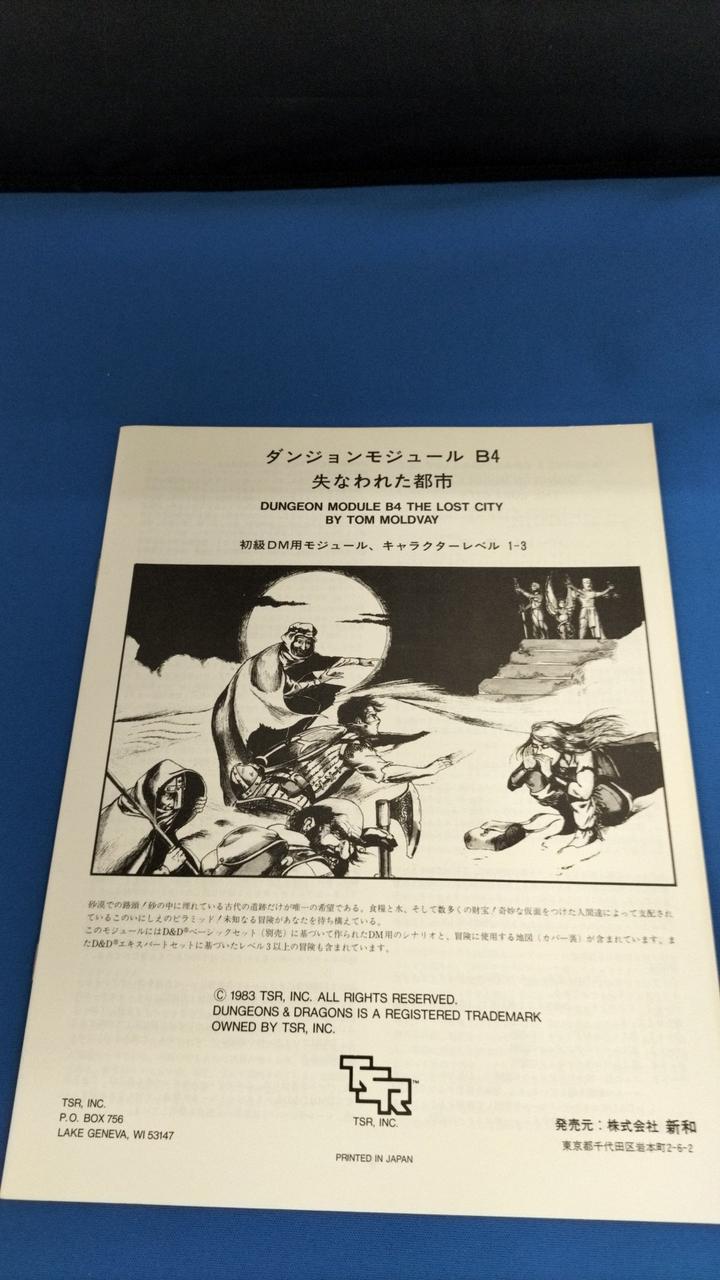 ダンジョンモジュール B4
失なわれた都市
DUNGEON MODULE B4 THE LOST CITY
BY TOM MOLDVAY
初級DM用モジュール、キャラクターレベル 1-3
砂漠での路頭!砂の中に埋れている古代の遺跡だけが唯一の希望である。食糧と水、そして数多くの財宝!奇妙な仮面をつけた人間達によって支配され
ているこのいにしえのピラミッド!未知なる冒険があなたを待ち構えている。
このモジュールにはD&D®ベーシックセット(別売)に基づいて作られたDM用のシナリオと、冒険に使用する地図(カバー裏)が含まれています。ま
たD&D®エキスパートセットに基づいたレベル3以上の冒険も含まれています。
© 1983 TSR, INC. ALL RIGHTS RESERVED.
DUNGEONS & DRAGONS IS A REGISTERED TRADEMARK
OWNED BY TSR, INC.
TSR™
TSR, INC.
TSR, INC.
P.O. BOX 756
LAKE GENEVA, WI 53147
発売元:株式会社 新和
東京都千代田区岩本町2-6-2
PRINTED IN JAPAN